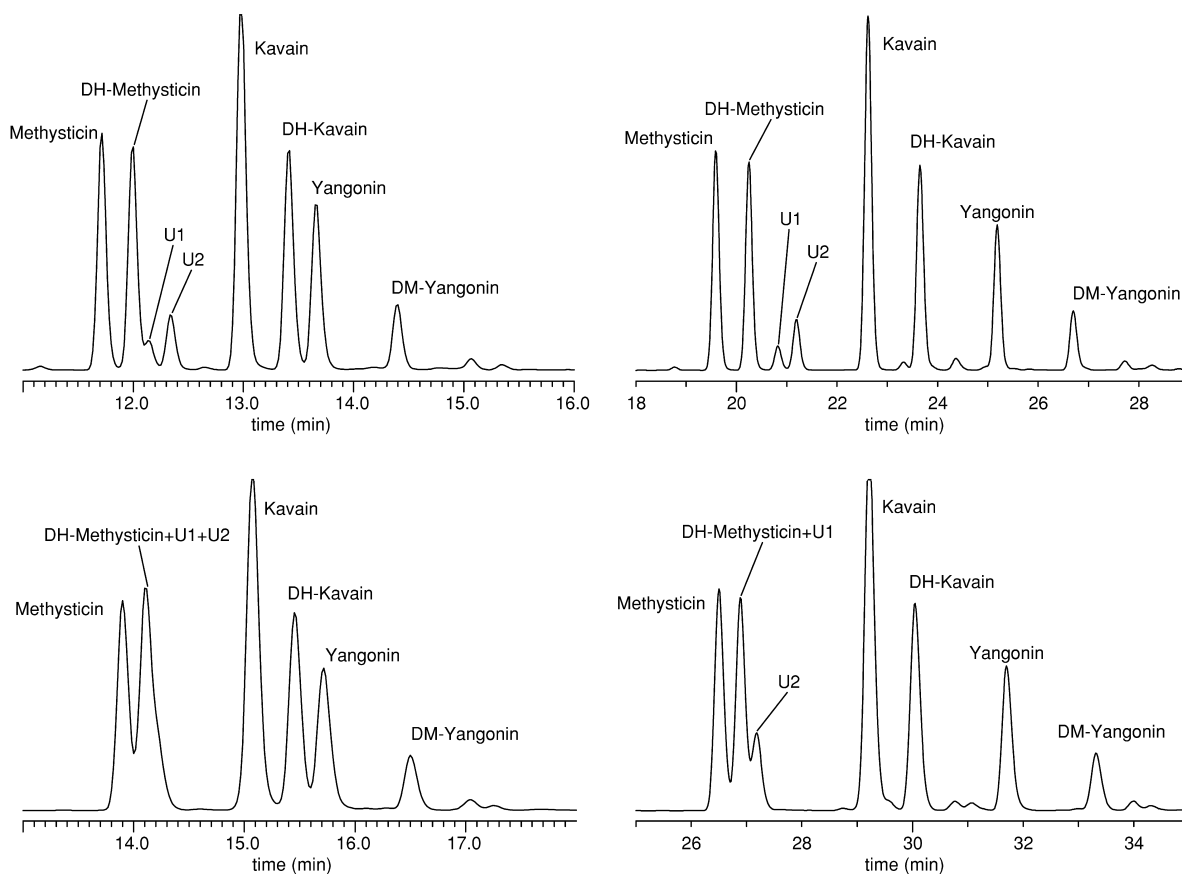 Kavain
DH-Methysticin
Methysticin
DH-Kavain
Yangonin
U1
U2
DM-Yangonin
12.0 13.0 14.0 15.0 16.0
time (min)
Kavain
DH-Methysticin
Methysticin
DH-Kavain
Yangonin
U1
U2
DM-Yangonin
18 20 22 24 26 28
time (min)
Kavain
DH-Methysticin+U1+U2
DH-Kavain
Methysticin
Yangonin
DM-Yangonin
14.0 15.0 16.0 17.0
time (min)
Kavain
DH-Methysticin+U1
DH-Kavain
Methysticin
Yangonin
U2
DM-Yangonin
26 28 30 32 34
time (min)